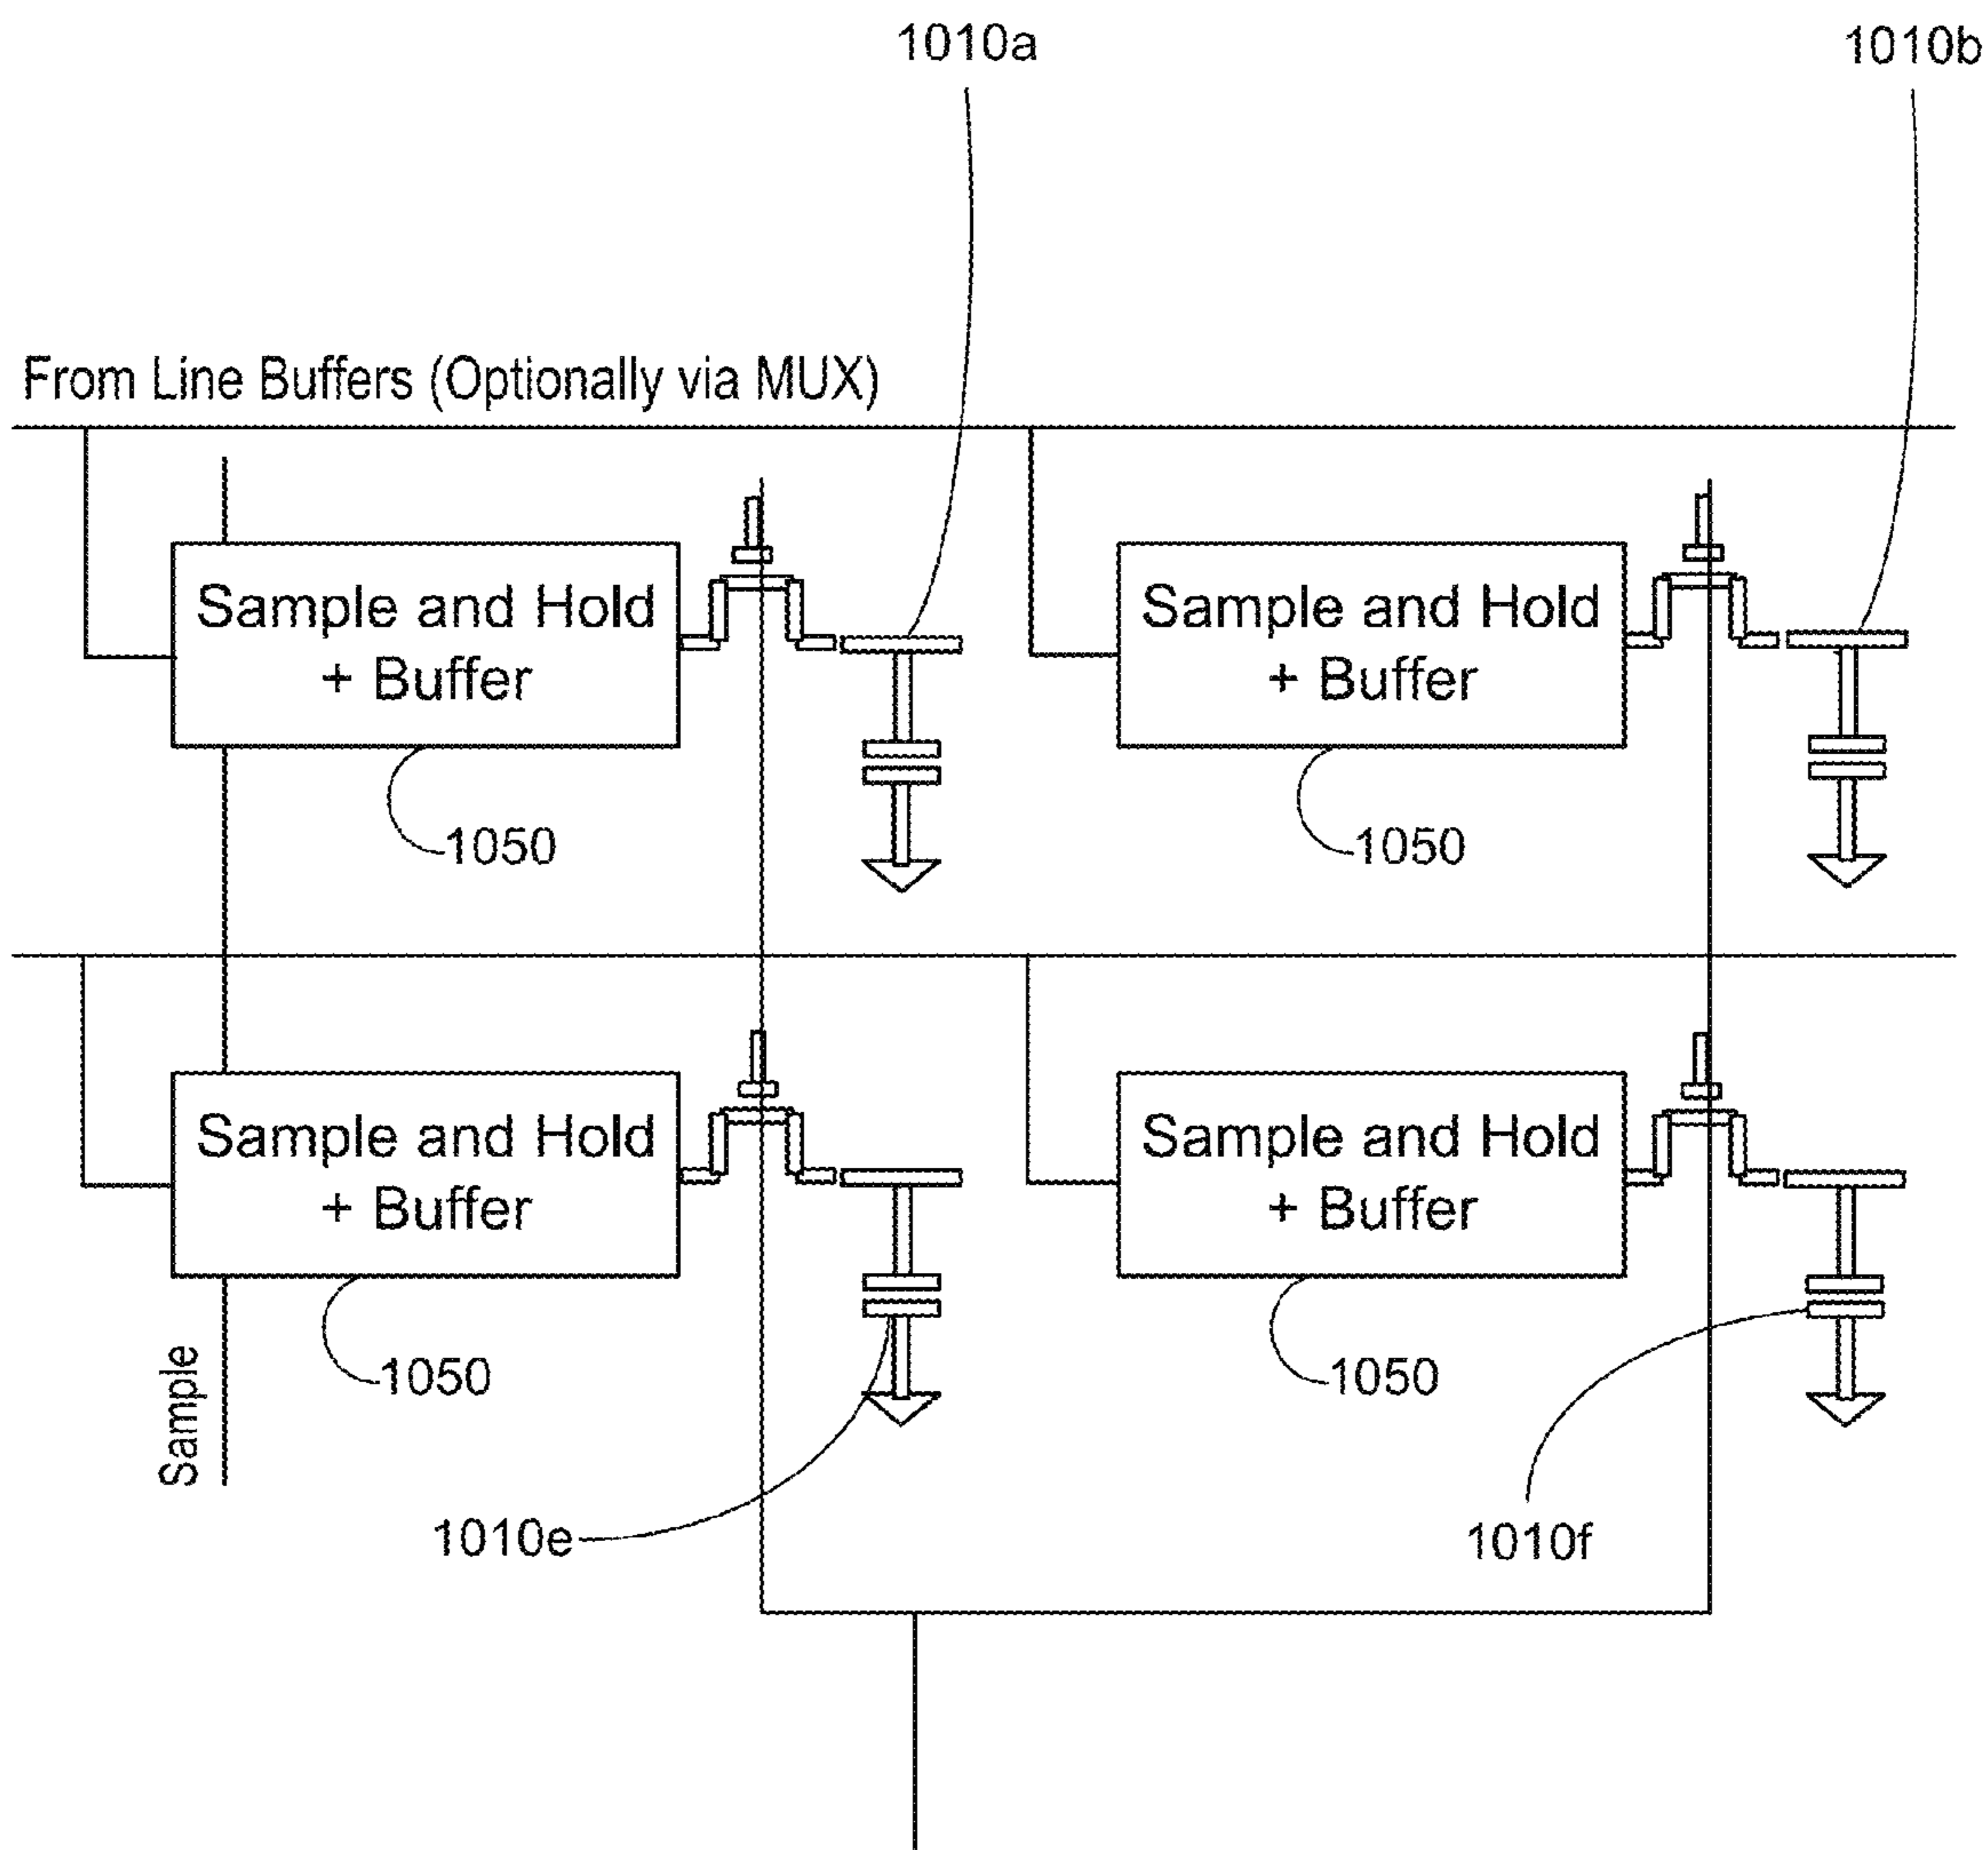 1010a
1010b
From Line Buffers (Optionally via MUX)
Sample and Hold
+ Buffer
Sample and Hold
+ Buffer
1050
1050
Sample and Hold
+ Buffer
Sample and Hold
+ Buffer
1050
1050
Sample
1010e
1010f